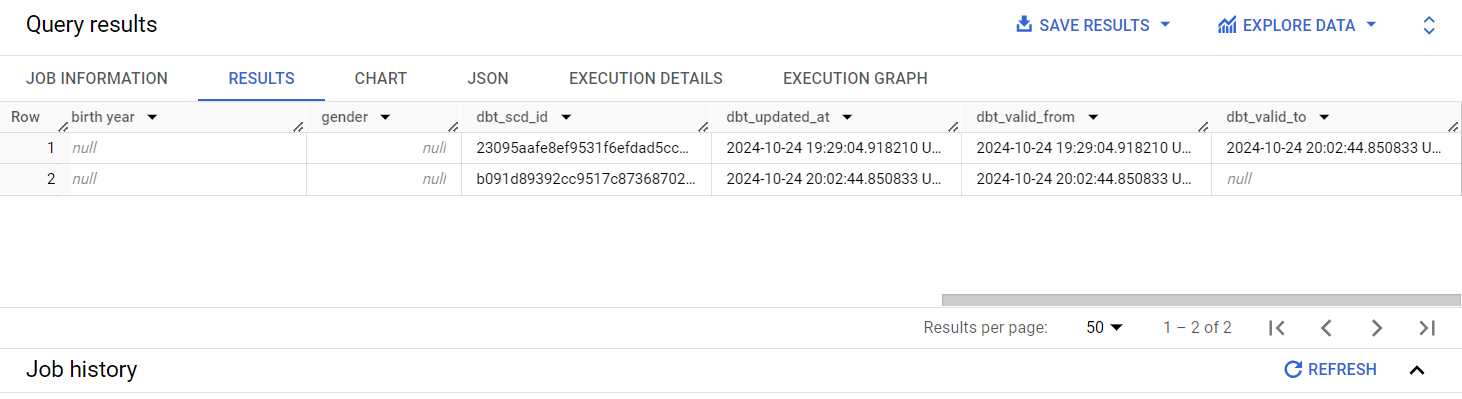 Query results SAVE RESULTS EXPLORE DATA
JOB INFORMATION RESULTS CHART JSON EXECUTION DETAILS EXECUTION GRAPH
Row birth year gender dbt_scd_id dbt_updated_at dbt_valid_from dbt_valid_to
1 null null 23095aafe8ef9531f6efdad5cc... 2024-10-24 19:29:04.918210 U... 2024-10-24 19:29:04.918210 U... 2024-10-24 20:02:44.850833 U...
2 null null b091d89392cc9517c87368702... 2024-10-24 20:02:44.850833 U... 2024-10-24 20:02:44.850833 U... null
Results per page: 50 1 – 2 of 2
Job history REFRESH